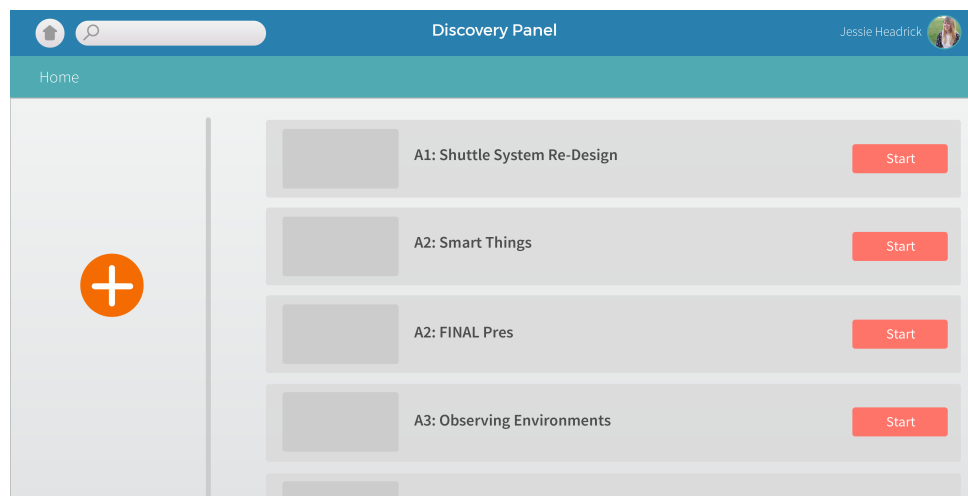 Discovery Panel
Jessie Headrick
Home
A1: Shuttle System Re-Design
Start
A2: Smart Things
Start
A2: FINAL Pres
Start
A3: Observing Environments
Start